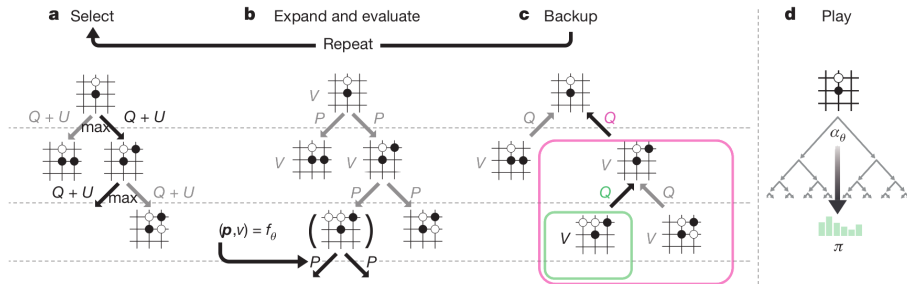 a Select
b Expand and evaluate
c Backup
d Play
Repeat
Q + U
max
Q + U
Q + U
max
Q + U
V
P
P
V
V
P
P
(p,v) = fθ
P
P
Q
Q
V
V
Q
Q
V
V
αθ
π